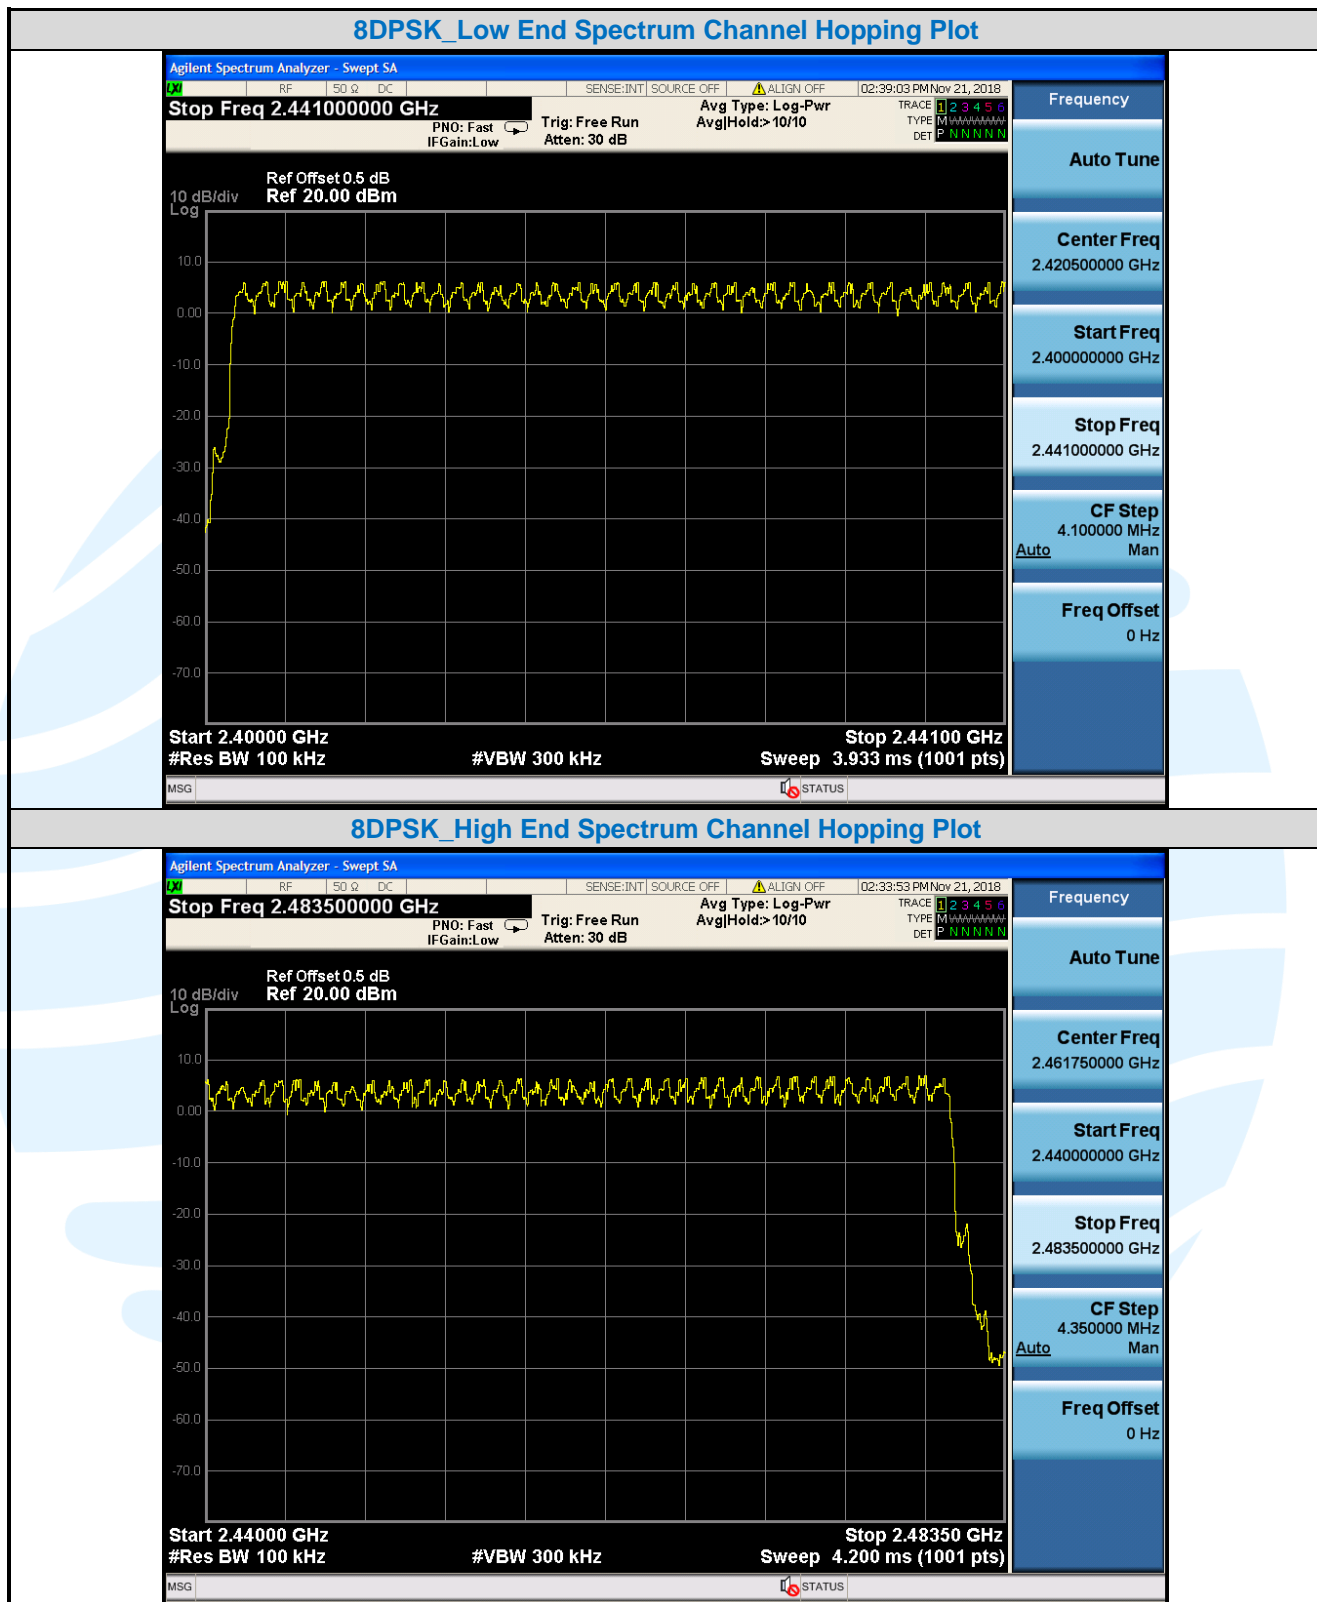 8DPSK_Low End Spectrum Channel Hopping Plot
Agilent Spectrum Analyzer - Swept SA
LXI RF 50 Ω DC SENSE:INT SOURCE OFF ALIGN OFF 02:39:03 PM Nov 21, 2018
Stop Freq 2.441000000 GHz
PNO: Fast
IFGain:Low
Trig: Free Run
Atten: 30 dB
Avg Type: Log-Pwr
Avg|Hold:>10/10
TRACE 1 2 3 4 5 6
TYPE M
DET P N N N N N
Ref Offset 0.5 dB
10 dB/div Ref 20.00 dBm
Log
10.0
0.00
-10.0
-20.0
-30.0
-40.0
-50.0
-60.0
-70.0
Start 2.40000 GHz Stop 2.44100 GHz
#Res BW 100 kHz #VBW 300 kHz Sweep 3.933 ms (1001 pts)
MSG STATUS
Frequency
Auto Tune
Center Freq
2.420500000 GHz
Start Freq
2.400000000 GHz
Stop Freq
2.441000000 GHz
CF Step
4.100000 MHz
Auto Man
Freq Offset
0 Hz
8DPSK_High End Spectrum Channel Hopping Plot
Agilent Spectrum Analyzer - Swept SA
LXI RF 50 Ω DC SENSE:INT SOURCE OFF ALIGN OFF 02:33:53 PM Nov 21, 2018
Stop Freq 2.483500000 GHz
PNO: Fast
IFGain:Low
Trig: Free Run
Atten: 30 dB
Avg Type: Log-Pwr
Avg|Hold:>10/10
TRACE 1 2 3 4 5 6
TYPE M
DET P N N N N N
Ref Offset 0.5 dB
10 dB/div Ref 20.00 dBm
Log
10.0
0.00
-10.0
-20.0
-30.0
-40.0
-50.0
-60.0
-70.0
Start 2.44000 GHz Stop 2.48350 GHz
#Res BW 100 kHz #VBW 300 kHz Sweep 4.200 ms (1001 pts)
MSG STATUS
Frequency
Auto Tune
Center Freq
2.461750000 GHz
Start Freq
2.440000000 GHz
Stop Freq
2.483500000 GHz
CF Step
4.350000 MHz
Auto Man
Freq Offset
0 Hz